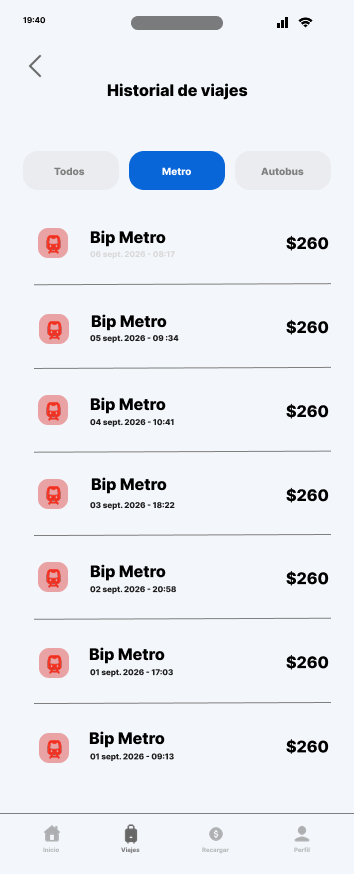 19:40
Historial de viajes
Todos
Metro
Autobus
Bip Metro
06 sept. 2026 - 08:17
$260
Bip Metro
05 sept. 2026 - 09 :34
$260
Bip Metro
04 sept. 2026 - 10:41
$260
Bip Metro
03 sept. 2026 - 18:22
$260
Bip Metro
02 sept. 2026 - 20:58
$260
Bip Metro
01 sept. 2026 - 17:03
$260
Bip Metro
01 sept. 2026 - 09:13
$260
Inicio
Viajes
Recargar
Perfil